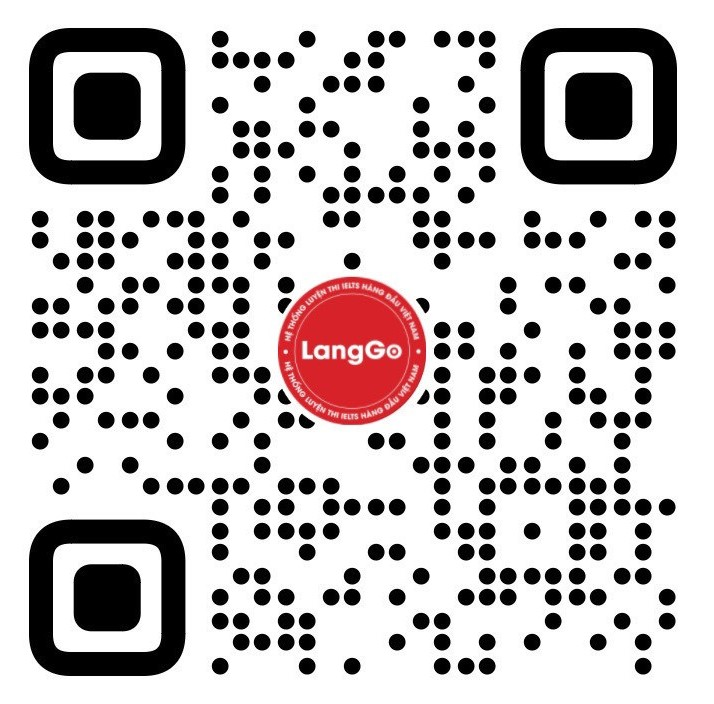 HỆ THỐNG LUYỆN THI IELTS HÀNG ĐẦU VIỆT NAM
LangGo
HỆ THỐNG LUYỆN THI IELTS HÀNG ĐẦU VIỆT NAM